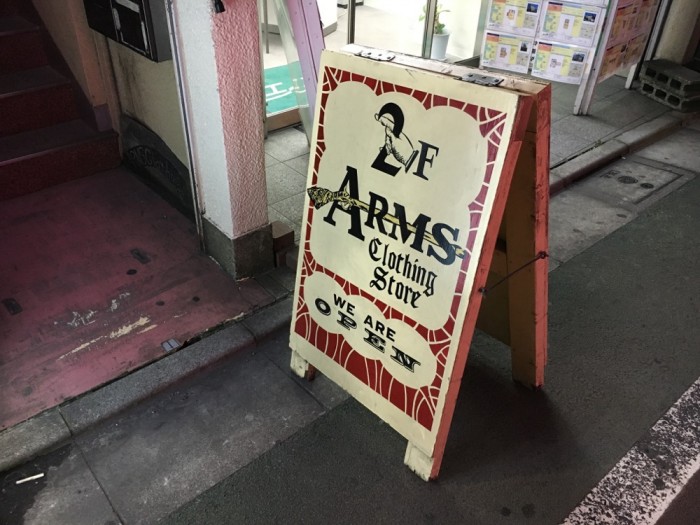 2F
ARMS
Clothing
Store
WE ARE
OPEN